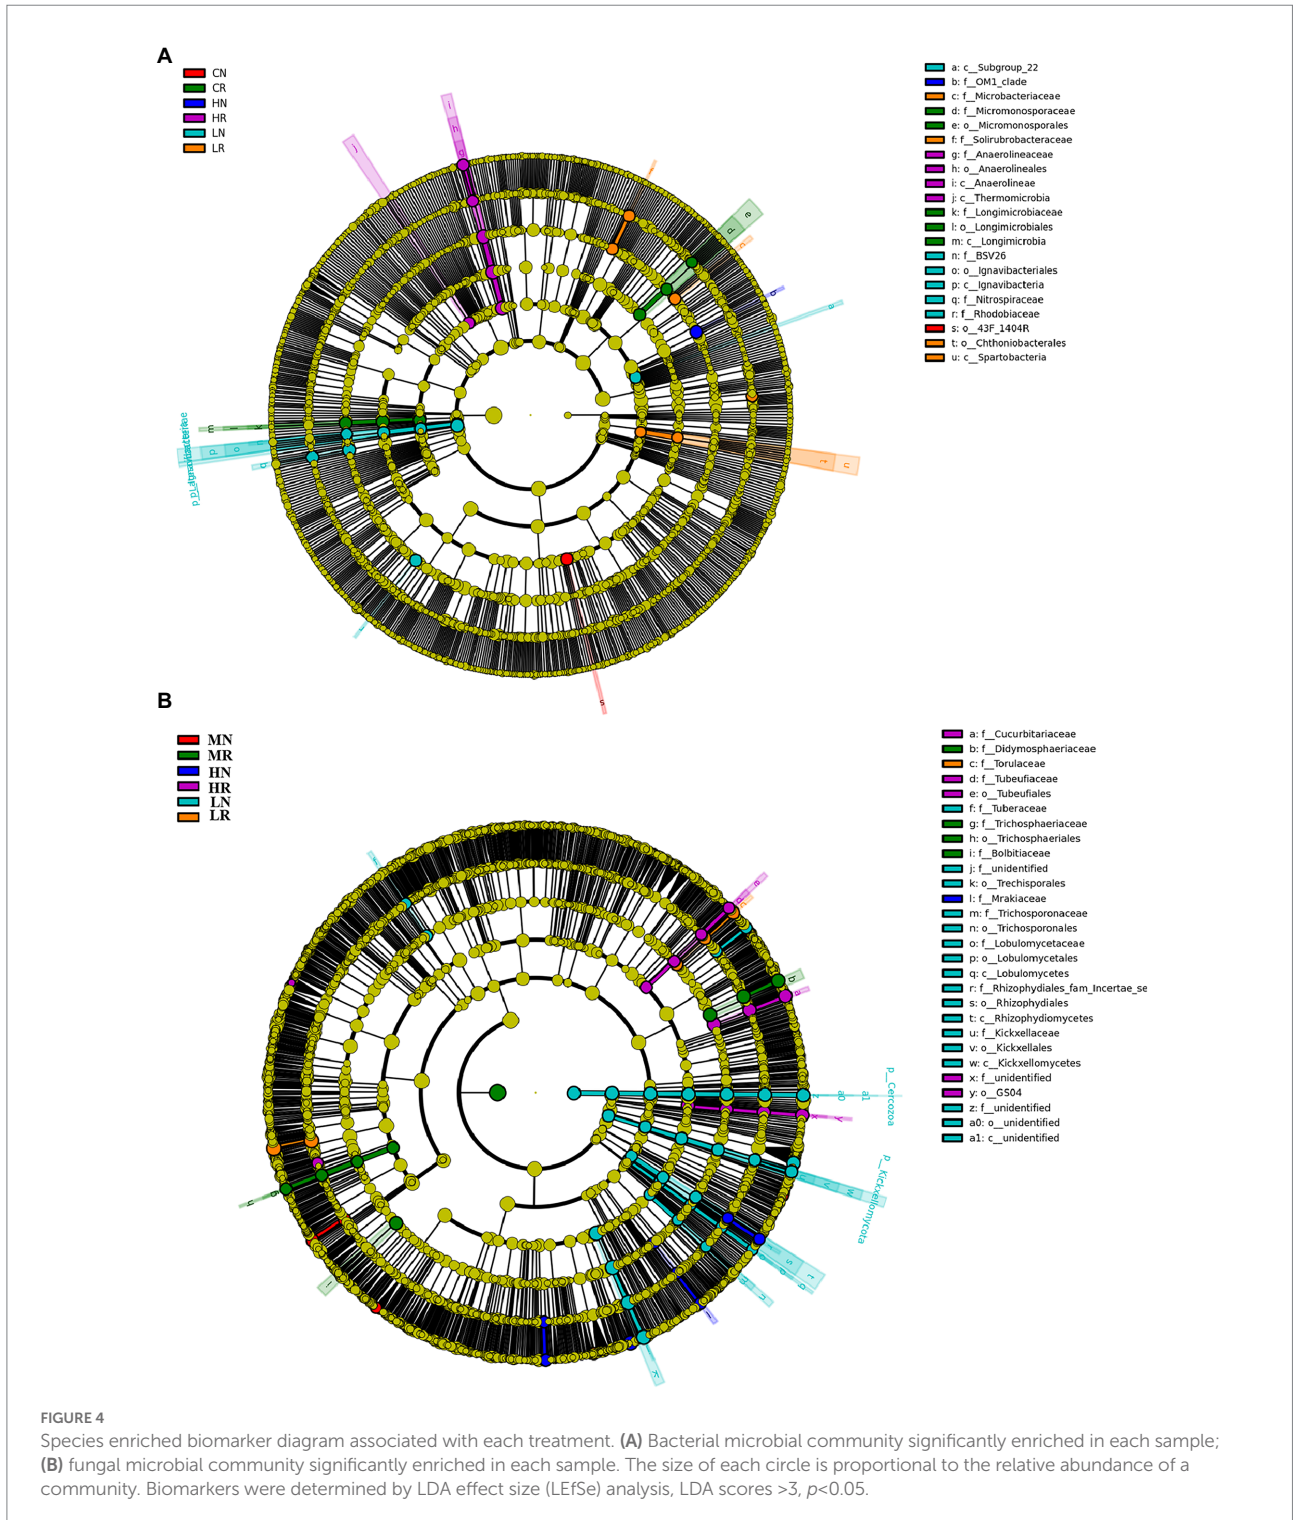 A
CN
CR
HN
HR
LN
LR
a: c__Subgroup_22
b: f__OM1_clade
c: f__Microbacteriaceae
d: f__Micromonosporaceae
e: o__Micromonosporales
f: f__Solirubrobacteraceae
g: f__Anaerolineaceae
h: o__Anaerolineales
i: c__Anaerolineae
j: c__Thermomicrobia
k: f__Longimicrobiaceae
l: o__Longimicrobiales
m: c__Longimicrobia
n: f__BSV26
o: o__Ignavibacteriales
p: c__Ignavibacteria
q: f__Nitrospiraceae
r: f__Rhodobiaceae
s: o__43F_1404R
t: o__Chthoniobacterales
u: c__Spartobacteria
i
h
g
j
e
d
c
b
a
m
l
k
p
o
n
q
t
u
s
B
MN
MR
HN
HR
LN
LR
a: f__Cucurbitariaceae
b: f__Didymosphaeriaceae
c: f__Torulaceae
d: f__Tubeufiaceae
e: o__Tubeufiales
f: f__Tuberaceae
g: f__Trichosphaeriaceae
h: o__Trichosphaeriales
i: f__Bolbitiaceae
j: f__unidentified
k: o__Trechisporales
l: f__Mrakiaceae
m: f__Trichosporonaceae
n: o__Trichosporonales
o: f__Lobulomycetaceae
p: o__Lobulomycetales
q: c__Lobulomycetes
r: f__Rhizophydiales_fam_Incertae_se
s: o__Rhizophydiales
t: c__Rhizophydiomycetes
u: f__Kickxellaceae
v: o__Kickxellales
w: c__Kickxellomycetes
x: f__unidentified
y: o__GS04
z: f__unidentified
a0: o__unidentified
a1: c__unidentified
e
d
b
a
z
a0
a1
p__Cercozoa
x
y
u
v
w
p__Kickxellomycota
s
t
q
n
h
g
i
FIGURE 4
Species enriched biomarker diagram associated with each treatment. (A) Bacterial microbial community significantly enriched in each sample;
(B) fungal microbial community significantly enriched in each sample. The size of each circle is proportional to the relative abundance of a
community. Biomarkers were determined by LDA effect size (LEfSe) analysis, LDA scores >3, p<0.05.